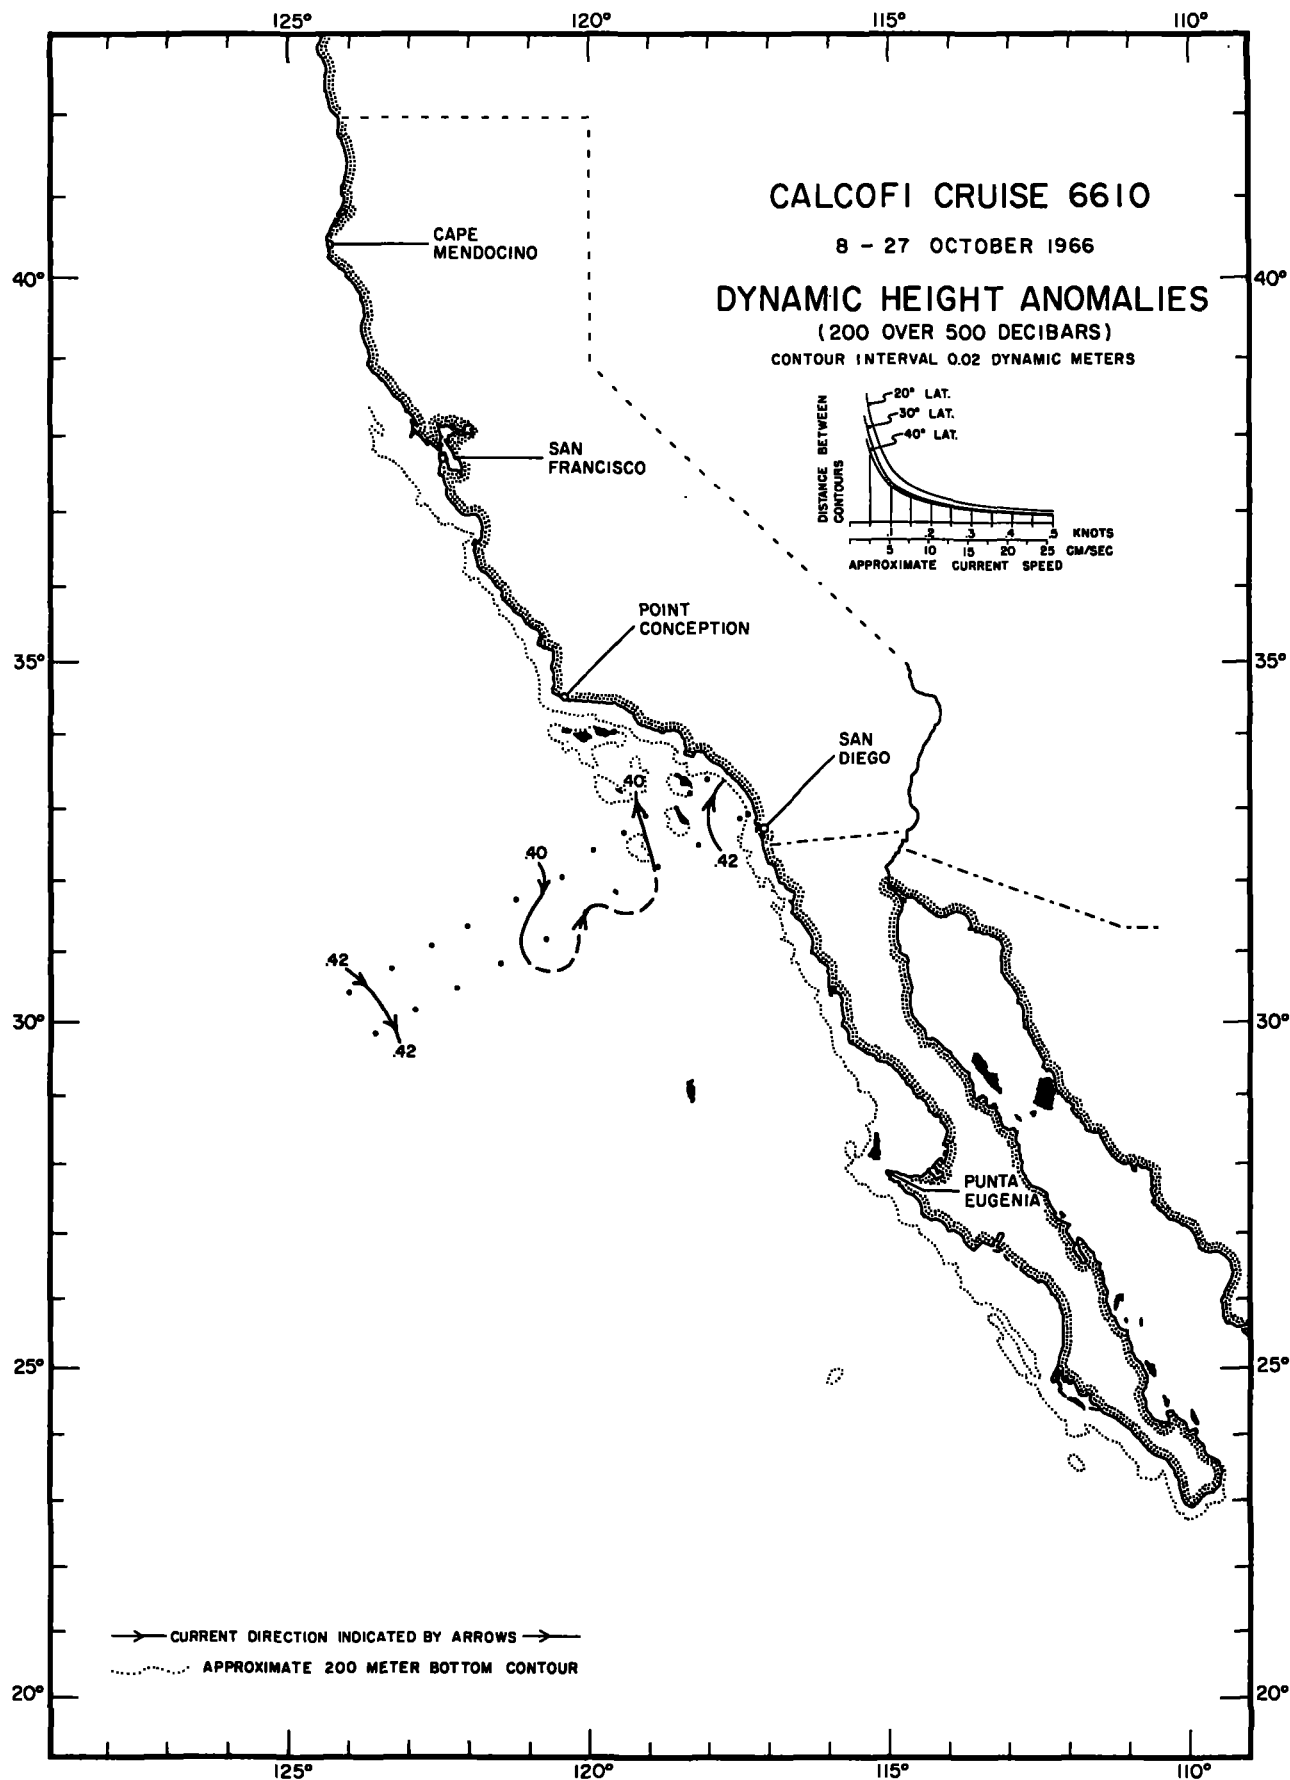 125° 120° 115° 110°
CALCOFI CRUISE 6610
8 - 27 OCTOBER 1966
DYNAMIC HEIGHT ANOMALIES
(200 OVER 500 DECIBARS)
CONTOUR INTERVAL 0.02 DYNAMIC METERS
DISTANCE BETWEEN
CONTOURS
20° LAT.
30° LAT.
40° LAT.
.1 .2 .3 .4 .5 KNOTS
5 10 15 20 25 CM/SEC
APPROXIMATE CURRENT SPEED
CAPE
MENDOCINO
40° 40°
SAN
FRANCISCO
POINT
CONCEPTION
35° 35°
SAN
DIEGO
.40
.40
.42
.42
30° 30°
.42
PUNTA
EUGENIA
25° 25°
CURRENT DIRECTION INDICATED BY ARROWS
APPROXIMATE 200 METER BOTTOM CONTOUR
20° 20°
125° 120° 115° 110°